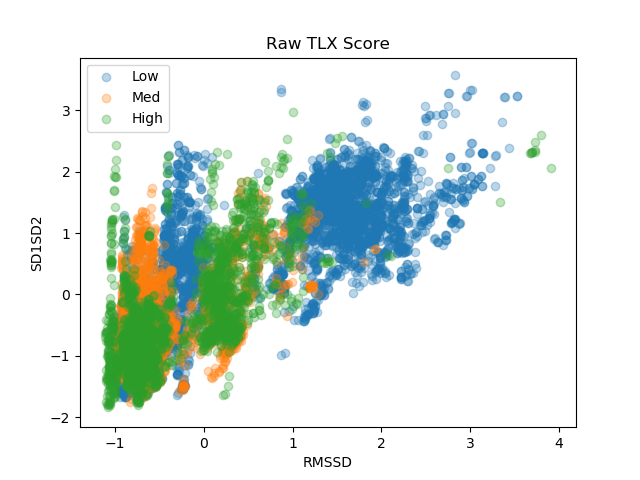 Raw TLX Score
Low
Med
High
3
2
1
0
−1
−2
SD1SD2
−1 0 1 2 3 4
RMSSD